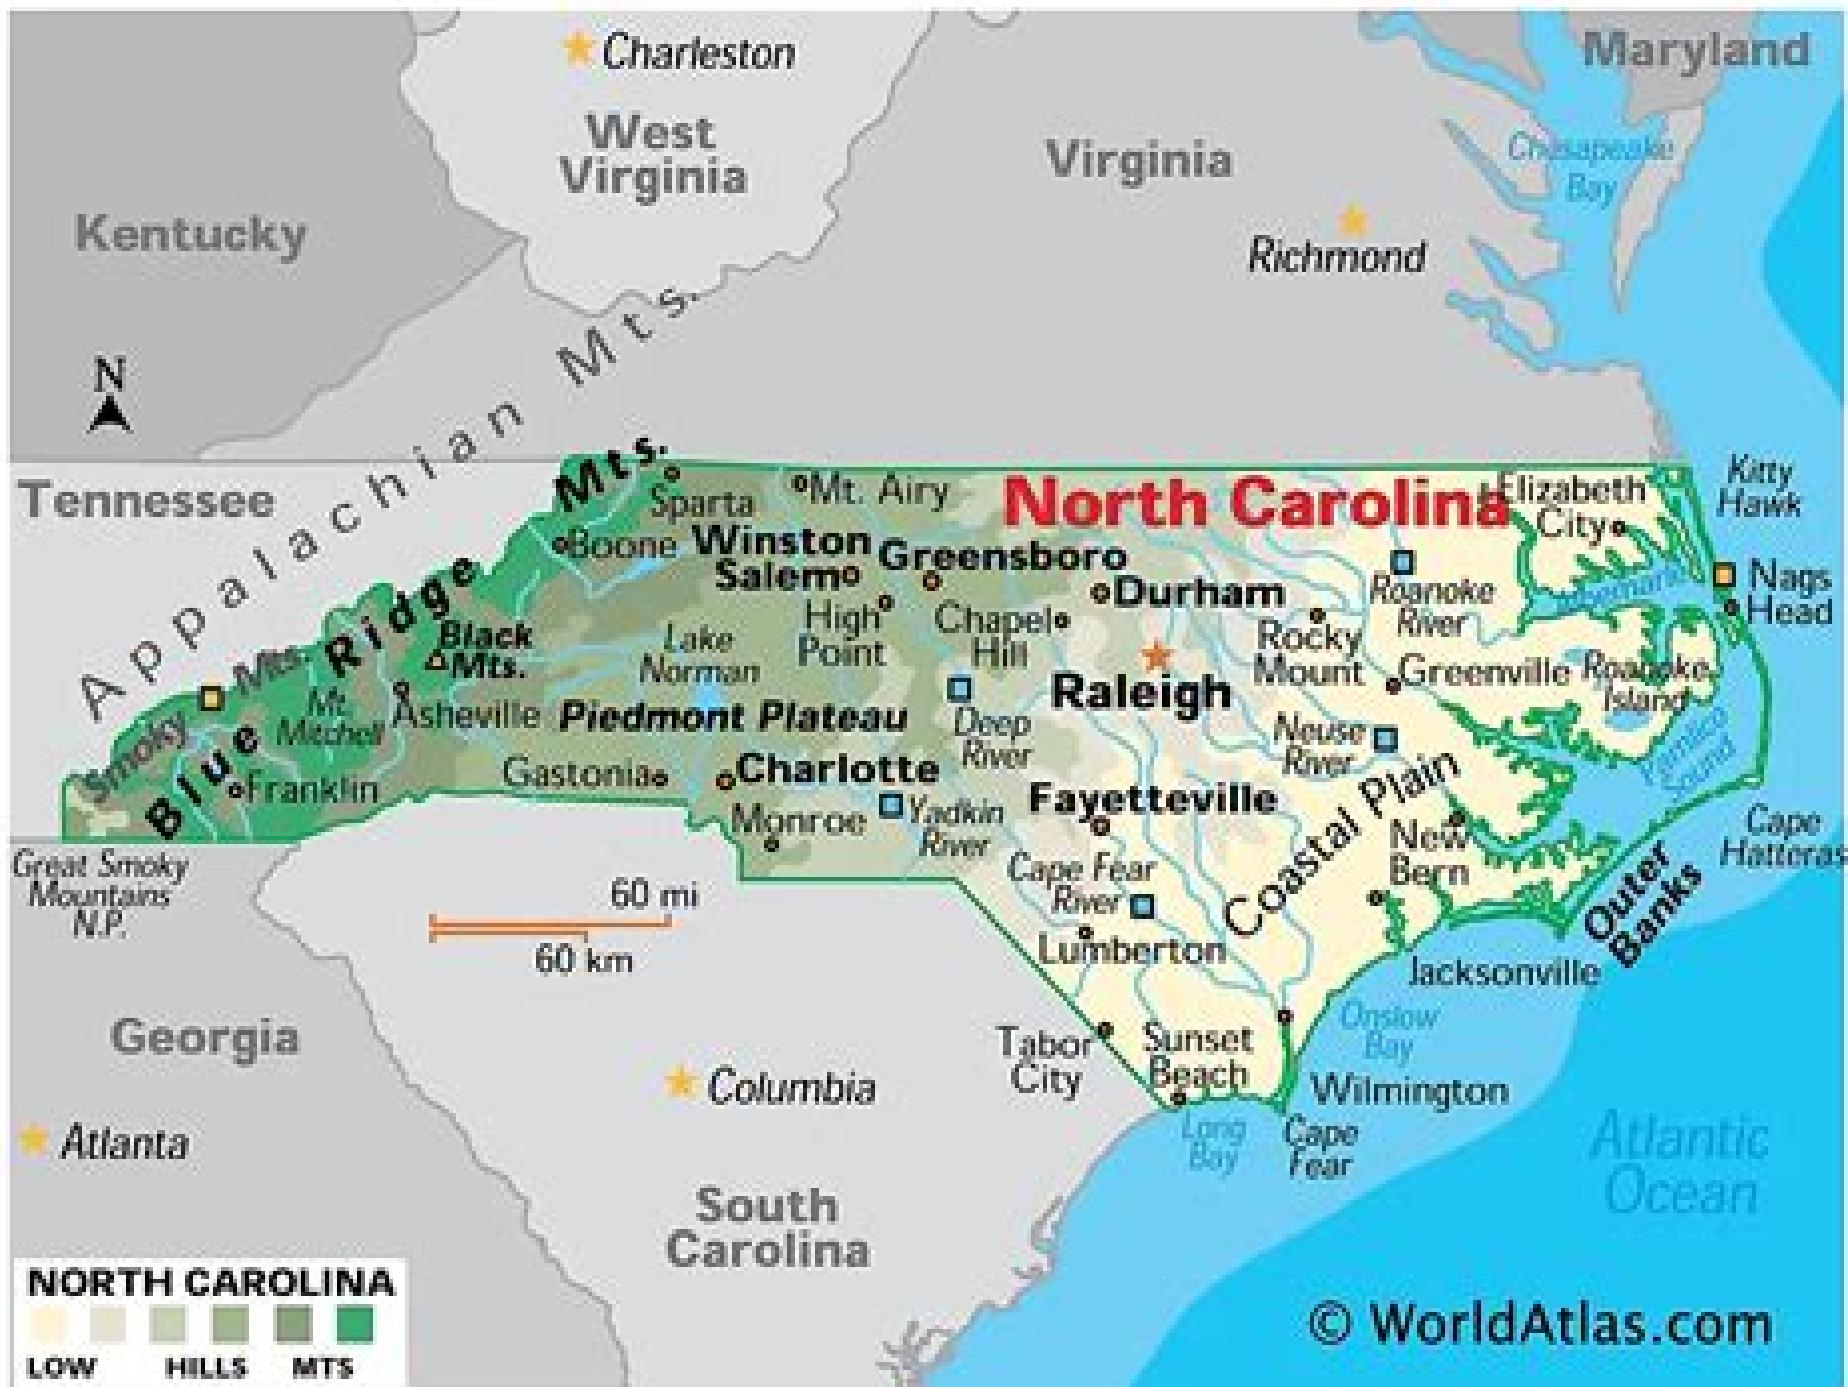 Charleston
Maryland
West
Virginia
Virginia
Chesapeake
Bay
Kentucky
Richmond
Appalachian Mts.
N
Tennessee
Blue Ridge Mts.
Sparta
Mt. Airy
North Carolina
Elizabeth
City
Kitty
Hawk
Boone
Winston
Salem
Greensboro
Durham
Roanoke
River
Nags
Head
High
Point
Chapel
Hill
Rocky
Mount
Black
Mts.
Lake
Norman
Smoky Mts.
Mt.
Mitchell
Asheville
Piedmont Plateau
Raleigh
Greenville
Roanoke
Island
Deep
River
Neuse
River
Pamlico
Sound
Franklin
Gastonia
Charlotte
Monroe
Yadkin
River
Fayetteville
Coastal Plain
New
Bern
Cape
Hatteras
Great Smoky
Mountains
N.P.
60 mi
60 km
Cape Fear
River
Outer
Banks
Lumberton
Jacksonville
Georgia
Onslow
Bay
Tabor
City
Sunset
Beach
Wilmington
Columbia
Atlanta
Long
Bay
Cape
Fear
Atlantic
Ocean
South
Carolina
NORTH CAROLINA
LOW HILLS MTS
© WorldAtlas.com